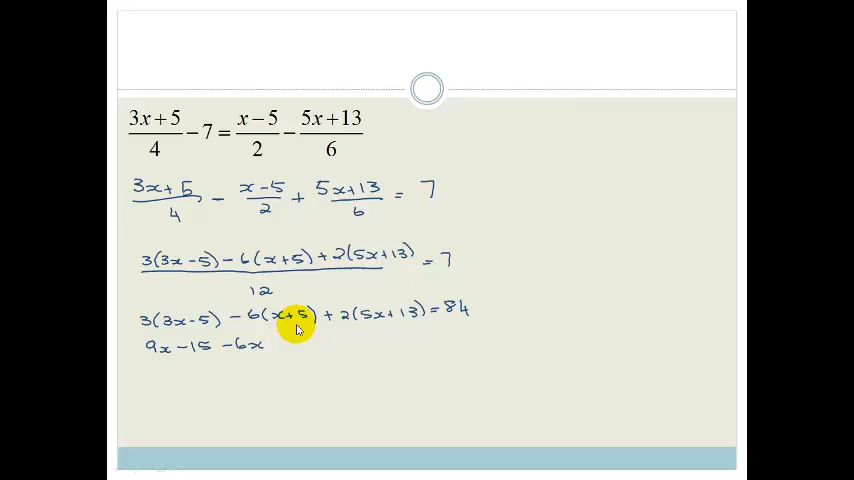 (3x+5)/4 − 7 = (x−5)/2 − (5x+13)/6
(3x+5)/4 − (x−5)/2 + (5x+13)/6 = 7
(3(3x−5) − 6(x+5) + 2(5x+13))/12 = 7
3(3x−5) − 6(x+5) + 2(5x+13) = 84
9x −15 −6x